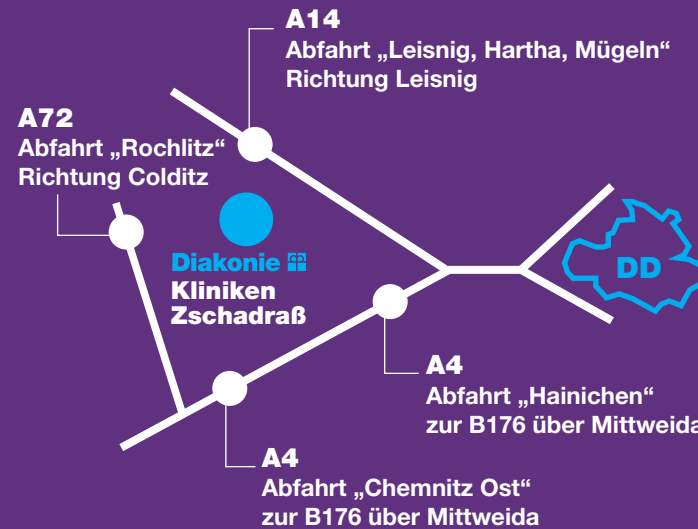 A14
Abfahrt „Leisnig, Hartha, Mügeln“
Richtung Leisnig
A72
Abfahrt „Rochlitz“
Richtung Colditz
Diakonie
Kliniken
Zschadraß
DD
A4
Abfahrt „Hainichen“
zur B176 über Mittweida
A4
Abfahrt „Chemnitz Ost“
zur B176 über Mittweida